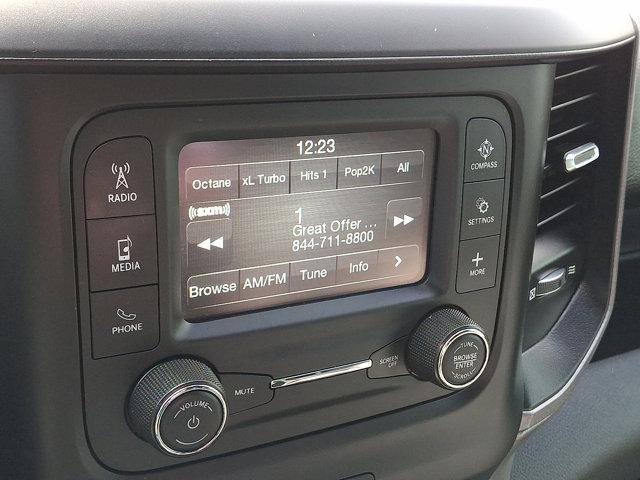 12:23
Octane xL Turbo Hits 1 Pop2K All
((SXM))
1
Great Offer ...
844-711-8800
Browse AM/FM Tune Info >
RADIO
MEDIA
PHONE
N
COMPASS
SETTINGS
+
MORE
VOLUME
MUTE
SCREEN OFF
TUNE
BROWSE
ENTER
SCROLL